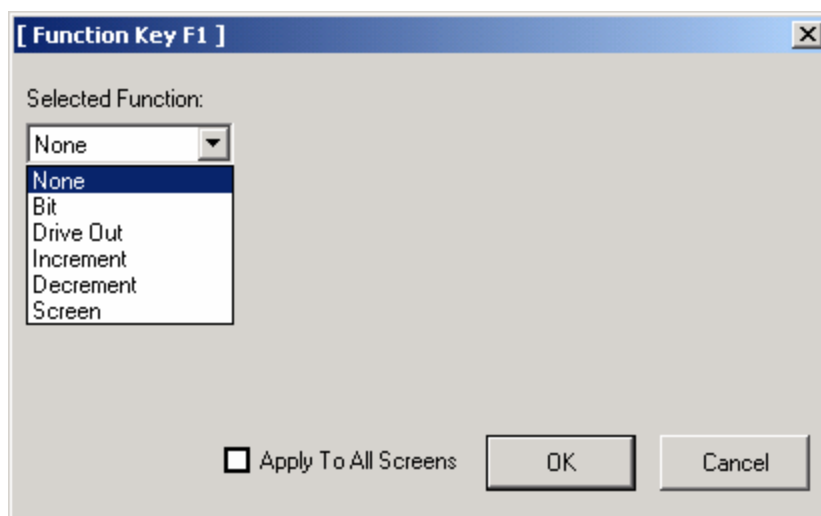 [ Function Key F1 ]
Selected Function:
None
None
Bit
Drive Out
Increment
Decrement
Screen
Apply To All Screens
OK
Cancel